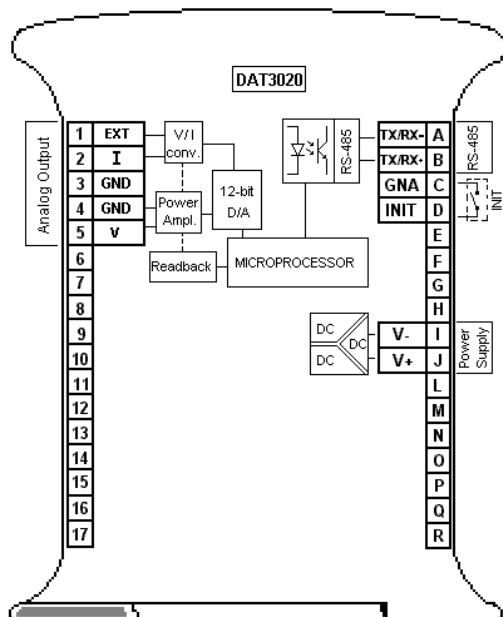 DAT3020
Analog Output
1 EXT
2 I
3 GND
4 GND
5 V
6
7
8
9
10
11
12
13
14
15
16
17
V/I
conv.
Power
Ampl.
12-bit
D/A
Readback
MICROPROCESSOR
RS-485
DC
DC
DC
TX/RX- A
TX/RX+ B
GNA C
INIT D
E
F
G
H
V- I
V+ J
L
M
N
O
P
Q
R
RS-485
INIT
Power
Supply